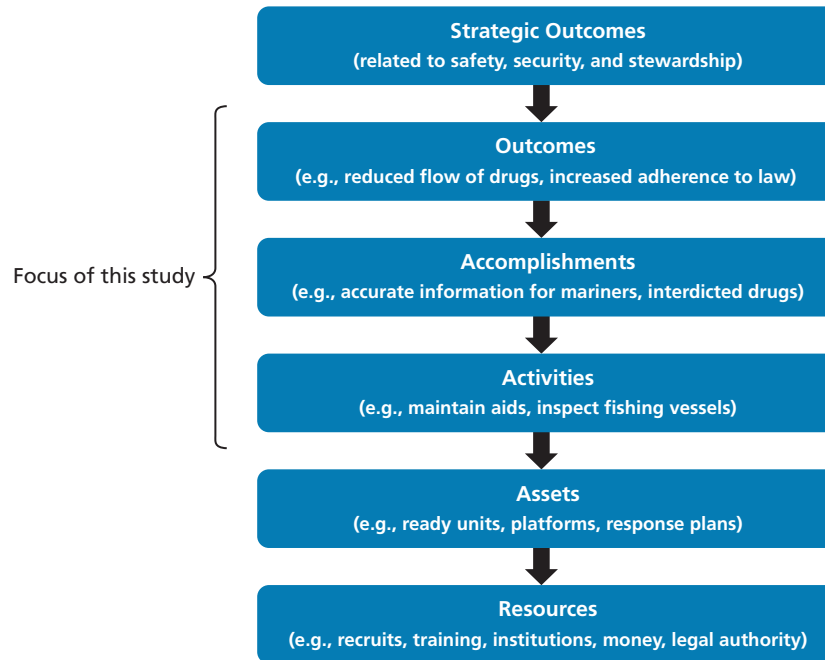 Strategic Outcomes
(related to safety, security, and stewardship)
Outcomes
(e.g., reduced flow of drugs, increased adherence to law)
Focus of this study
Accomplishments
(e.g., accurate information for mariners, interdicted drugs)
Activities
(e.g., maintain aids, inspect fishing vessels)
Assets
(e.g., ready units, platforms, response plans)
Resources
(e.g., recruits, training, institutions, money, legal authority)